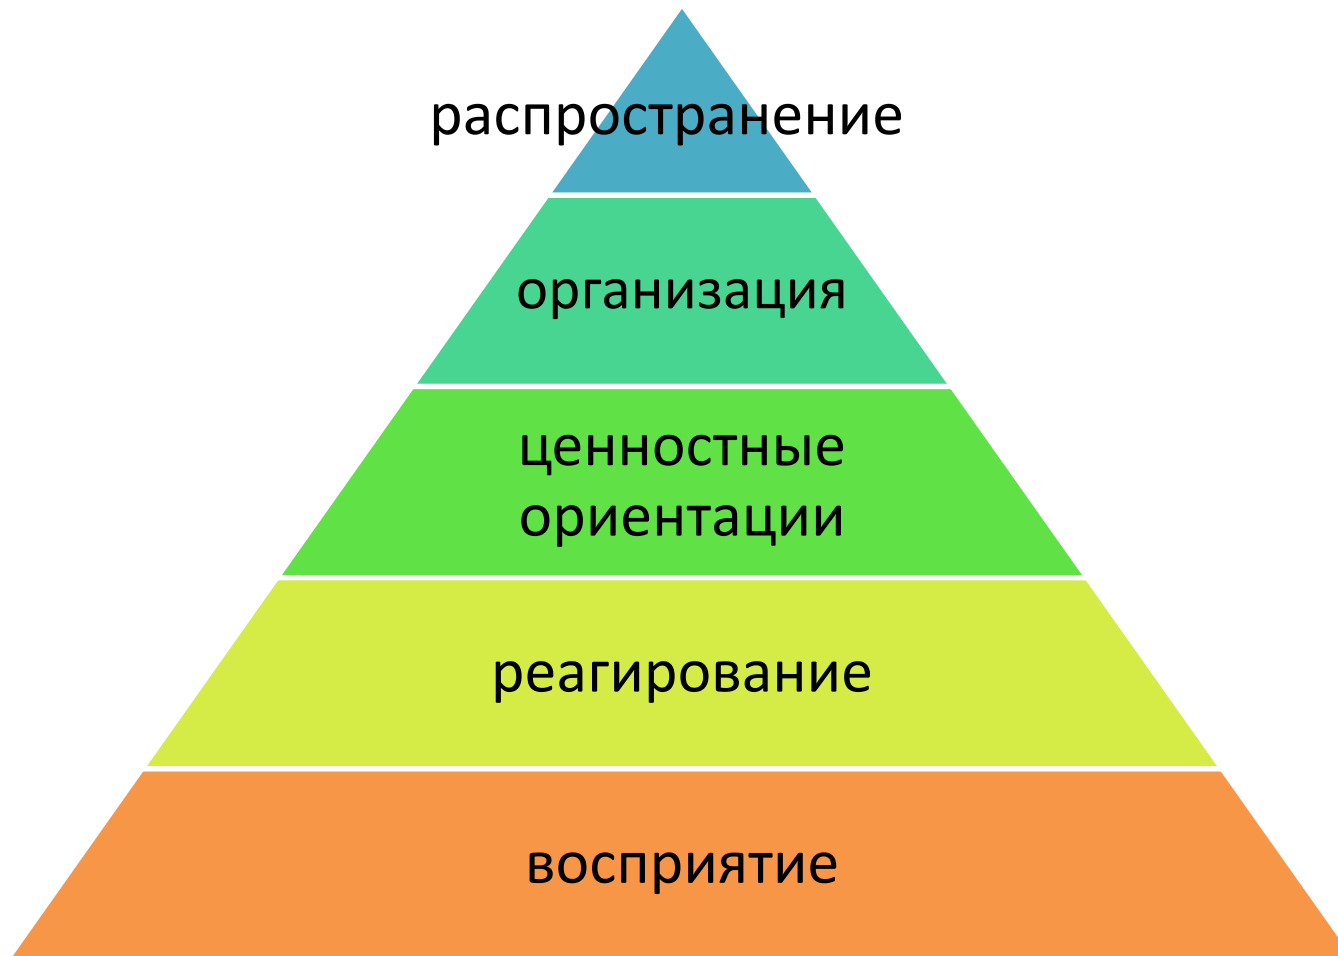 распространение
организация
ценностные
ориентации
реагирование
восприятие